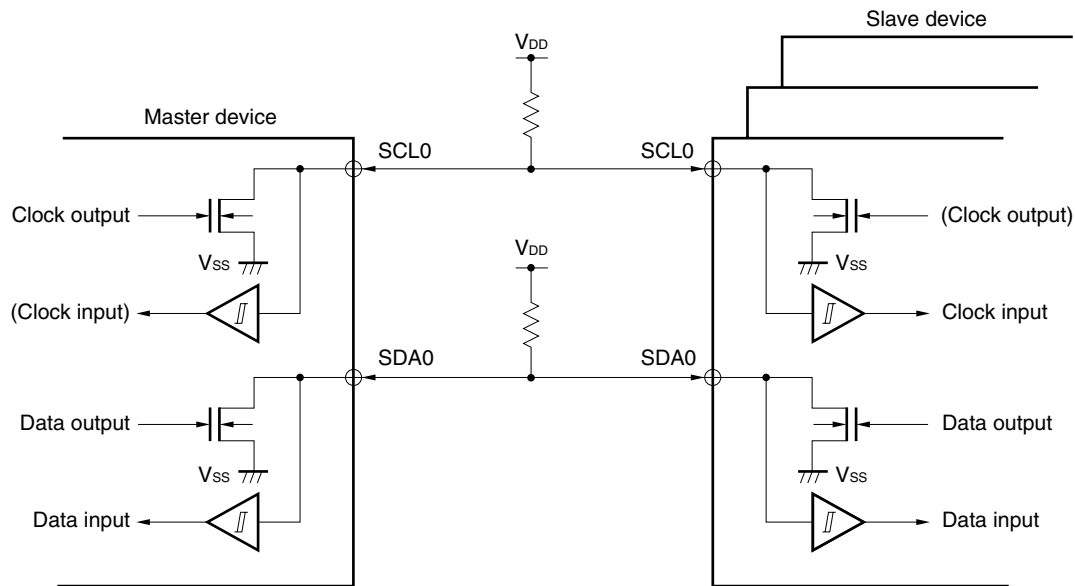 Slave device
VDD
Master device
SCL0 SCL0
Clock output (Clock output)
VSS VSS
VDD
(Clock input) Clock input
SDA0 SDA0
Data output Data output
VSS VSS
Data input Data input